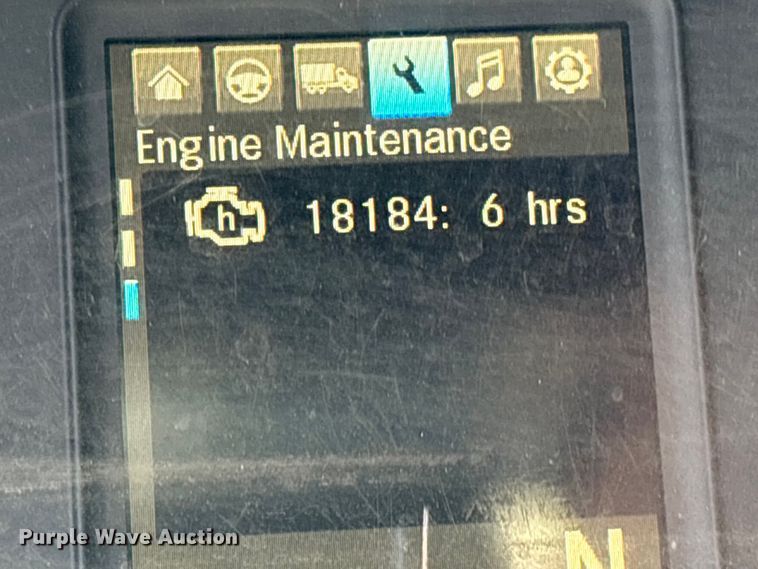 Engine Maintenance
h 18184: 6 hrs
N
Purple Wave Auction